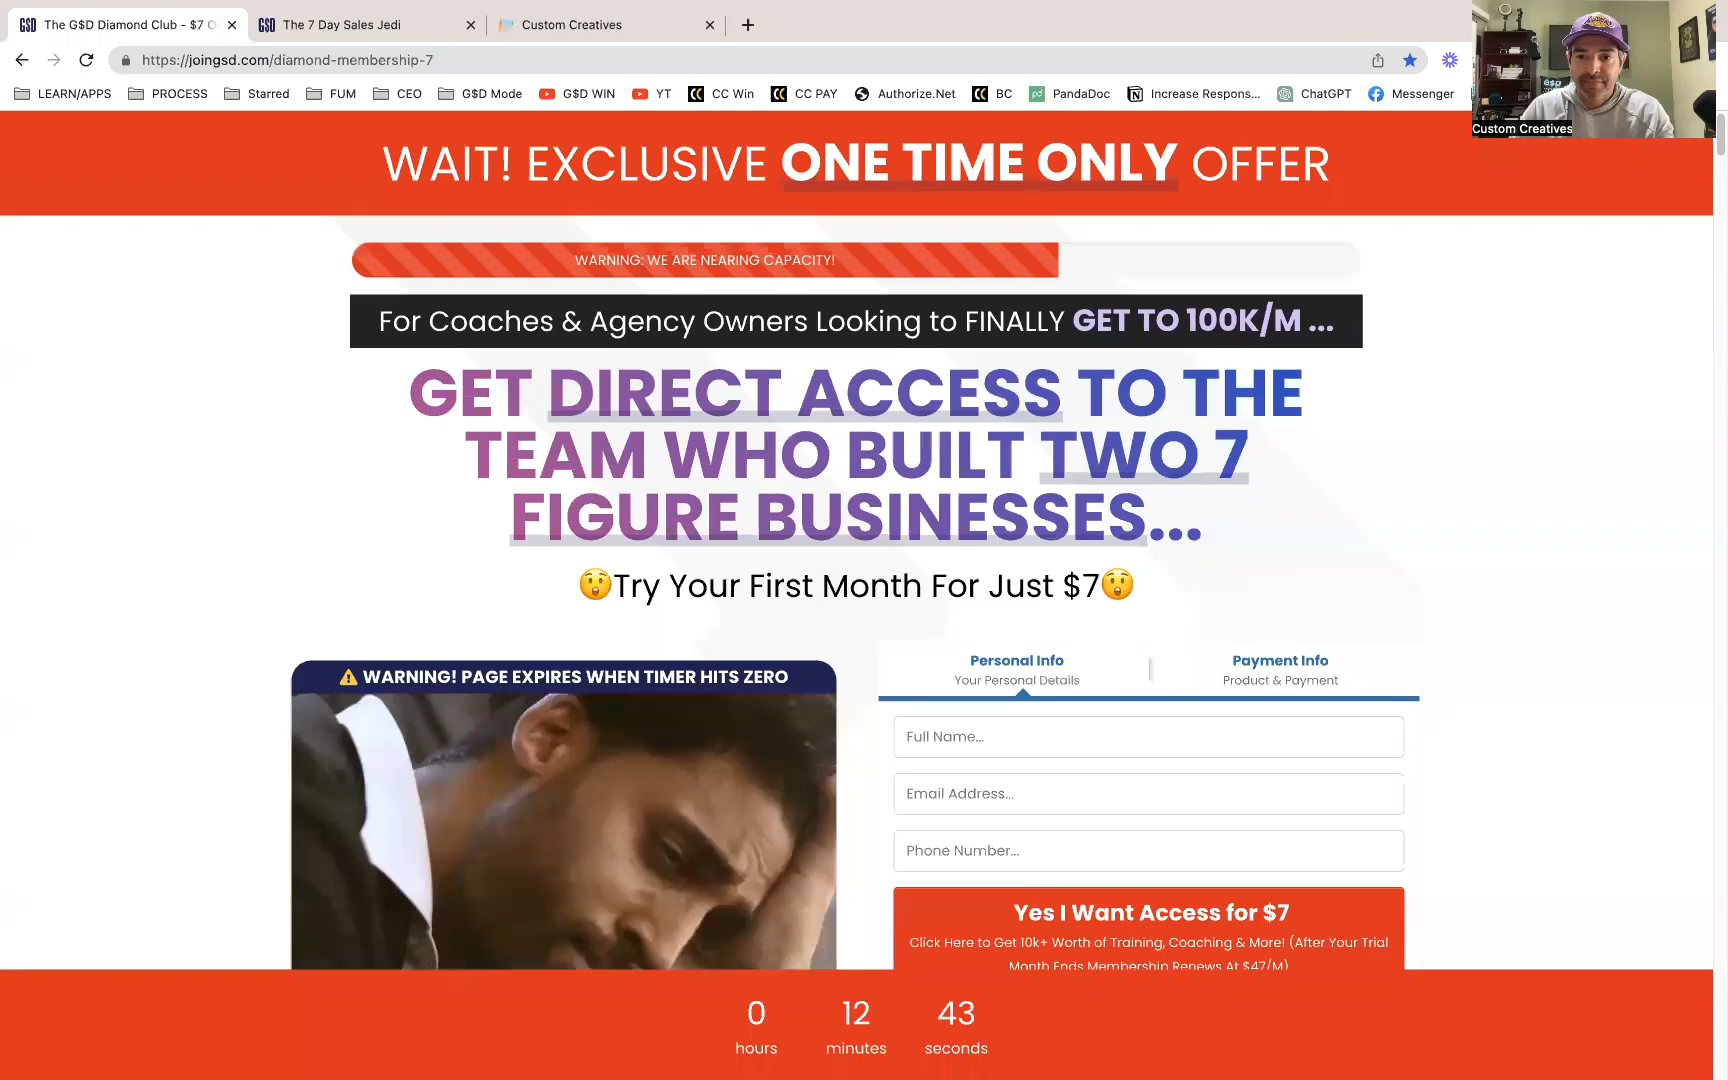 GSD The G$D Diamond Club - $7 O
GSD The 7 Day Sales Jedi
Custom Creatives
https://joingsd.com/diamond-membership-7
LEARN/APPS PROCESS Starred FUM CEO G$D Mode G$D WIN YT CC Win CC PAY Authorize.Net BC PandaDoc Increase Respons... ChatGPT Messenger
Custom Creatives
WAIT! EXCLUSIVE ONE TIME ONLY OFFER
WARNING: WE ARE NEARING CAPACITY!
For Coaches & Agency Owners Looking to FINALLY GET TO 100K/M ...
GET DIRECT ACCESS TO THE
TEAM WHO BUILT TWO 7
FIGURE BUSINESSES...
😲Try Your First Month For Just $7😲
⚠ WARNING! PAGE EXPIRES WHEN TIMER HITS ZERO
Personal Info
Your Personal Details
Payment Info
Product & Payment
Full Name...
Email Address...
Phone Number...
Yes I Want Access for $7
Click Here to Get 10k+ Worth of Training, Coaching & More! (After Your Trial
Month Ends Membership Renews At $47/M)
0 12 43
hours minutes seconds